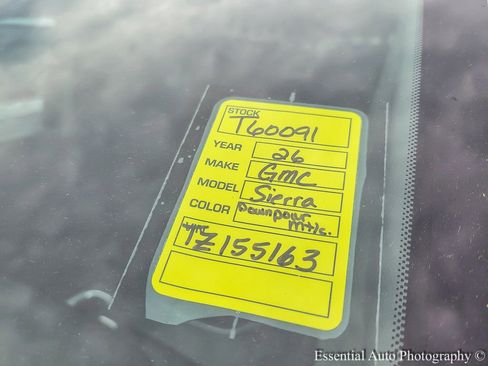 STOCK
T60091
YEAR 26
MAKE GMC
MODEL Sierra
COLOR Downpour
Mtlc.
TZ155163
Essential Auto Photography ©